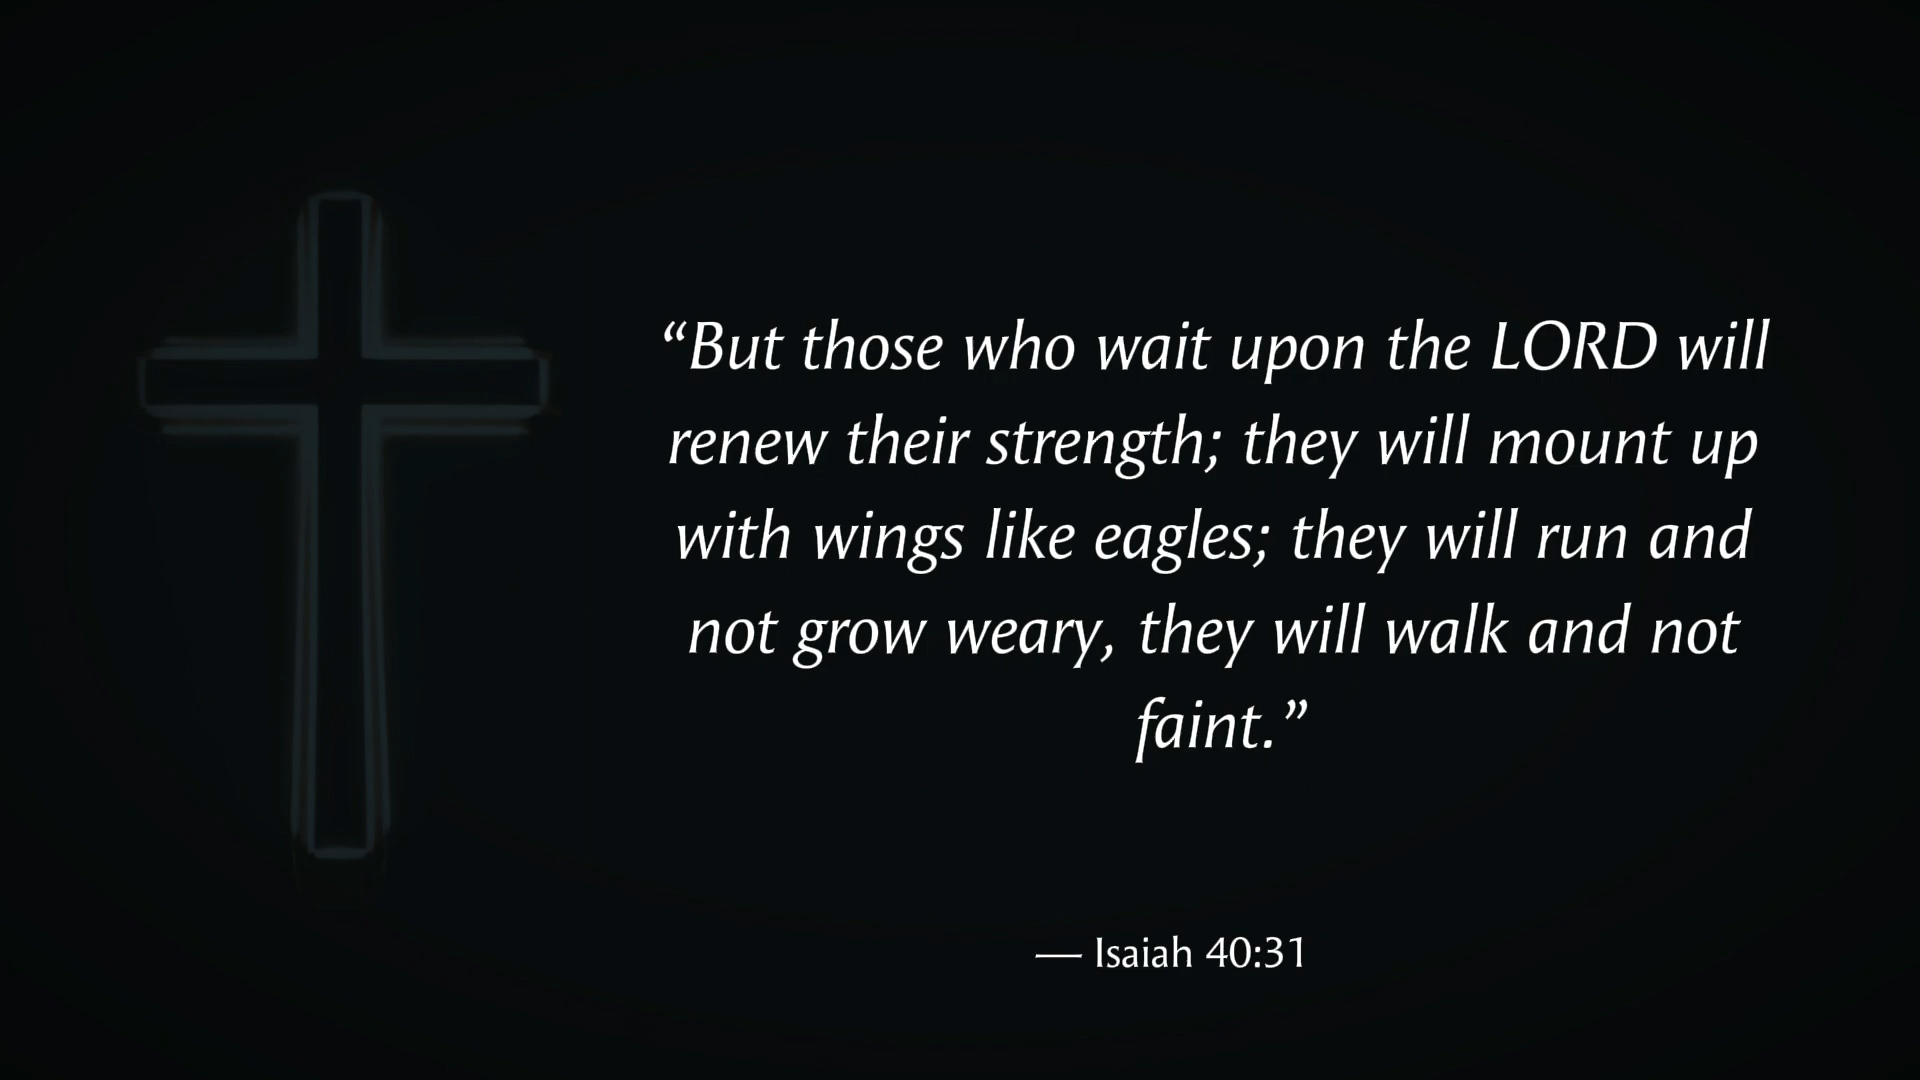 “But those who wait upon the LORD will
renew their strength; they will mount up
with wings like eagles; they will run and
not grow weary, they will walk and not
faint.”
— Isaiah 40:31